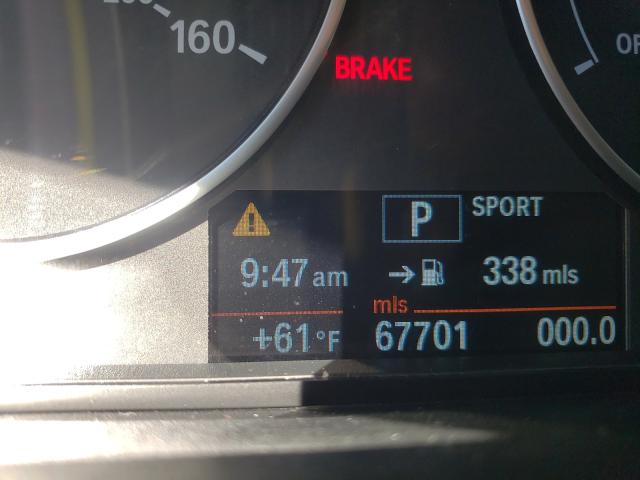 160
BRAKE
P SPORT
9:47 am → 338 mls
mls
+61 °F 67701 000.0